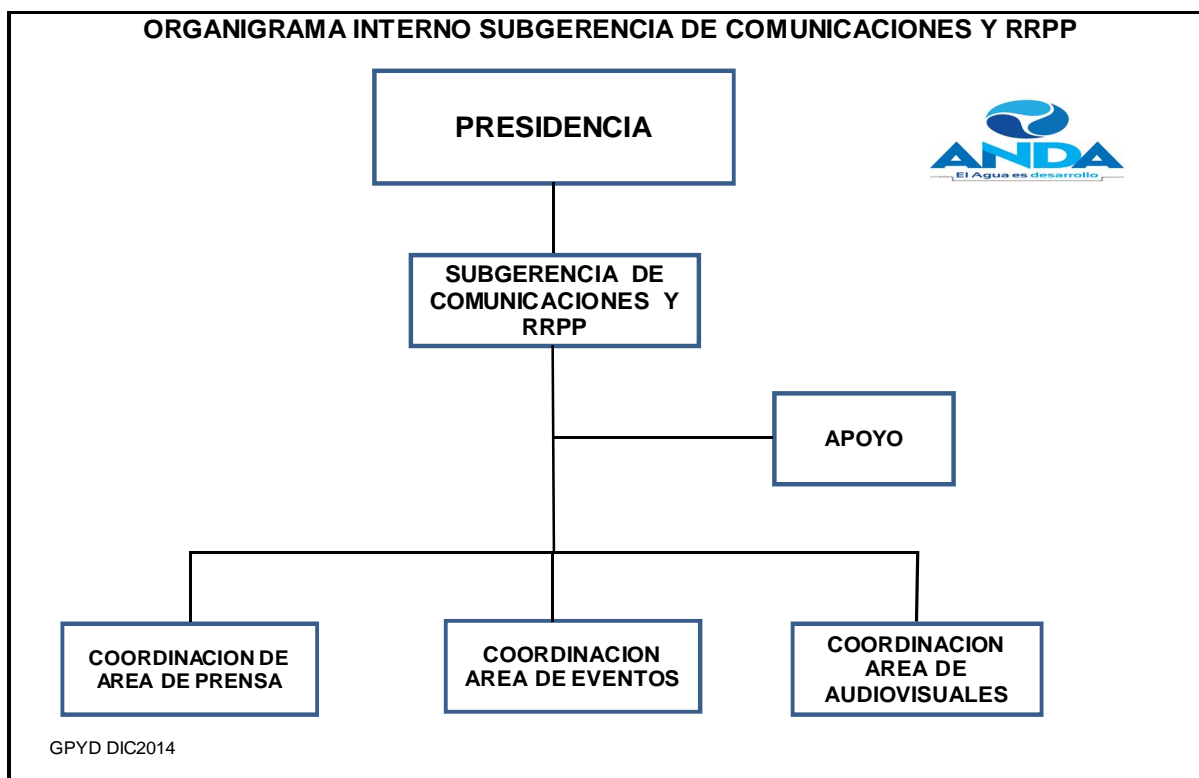 ORGANIGRAMA INTERNO SUBGERENCIA DE COMUNICACIONES Y RRPP
PRESIDENCIA
ANDA
El Agua es desarrollo
SUBGERENCIA DE
COMUNICACIONES Y
RRPP
APOYO
COORDINACION DE
AREA DE PRENSA
COORDINACION
AREA DE EVENTOS
COORDINACION
AREA DE
AUDIOVISUALES
GPYD DIC2014